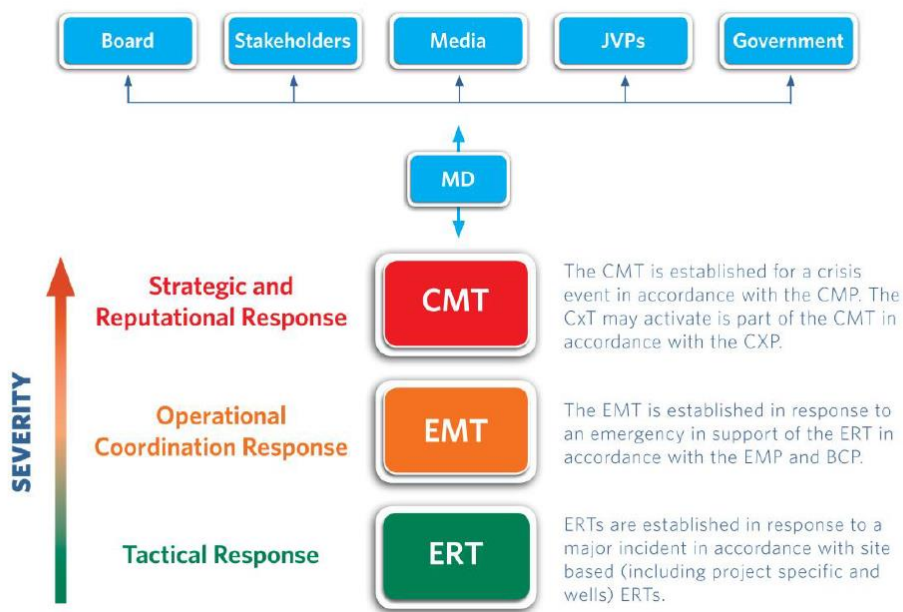 Board
Stakeholders
Media
JVPs
Government
MD
SEVERITY
Strategic and
Reputational Response
CMT
The CMT is established for a crisis
event in accordance with the CMP. The
CxT may activate is part of the CMT in
accordance with the CXP.
Operational
Coordination Response
EMT
The EMT is established in response to
an emergency in support of the ERT in
accordance with the EMP and BCP.
Tactical Response
ERT
ERTs are established in response to a
major incident in accordance with site
based (including project specific and
wells) ERTs.